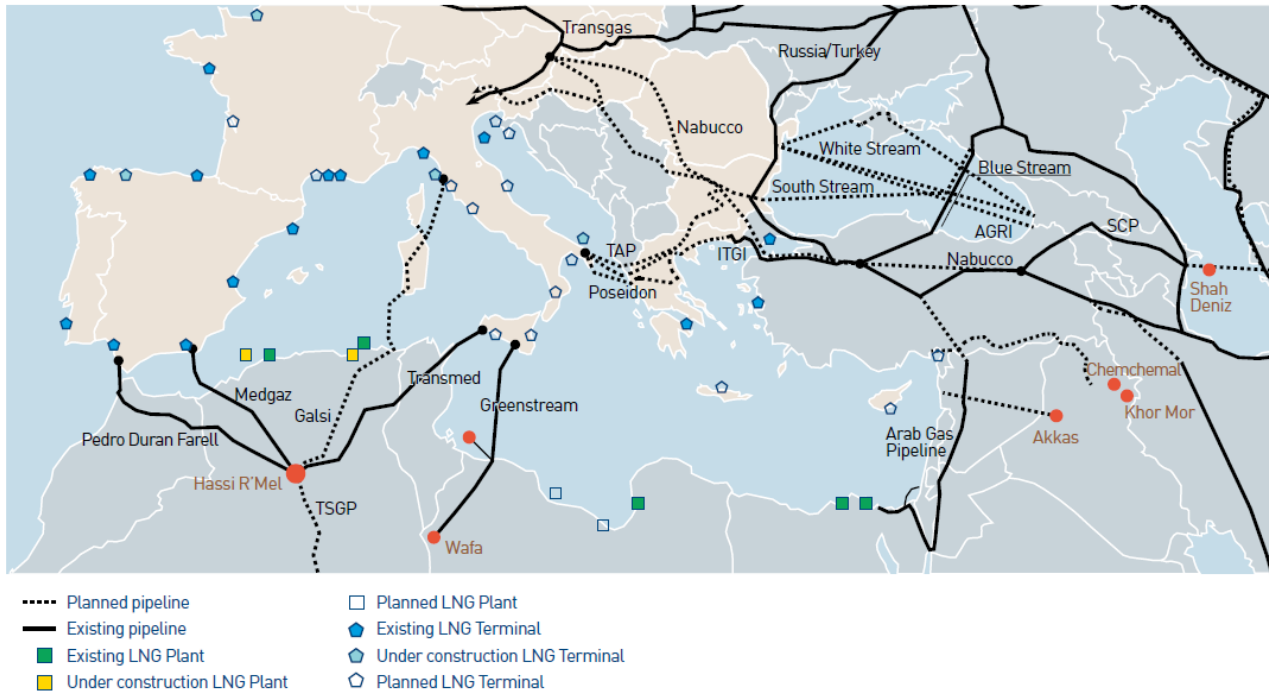 Transgas
Russia/Turkey
Nabucco
White Stream
Blue Stream
South Stream
AGRI
SCP
TAP
ITGI
Nabucco
Poseidon
Shah
Deniz
Transmed
Medgaz
Galsi
Greenstream
Chemchemal
Khor Mor
Pedro Duran Farell
Arab Gas
Pipeline
Akkas
Hassi R'Mel
TSGP
Wafa
Planned pipeline
Existing pipeline
Existing LNG Plant
Under construction LNG Plant
Planned LNG Plant
Existing LNG Terminal
Under construction LNG Terminal
Planned LNG Terminal